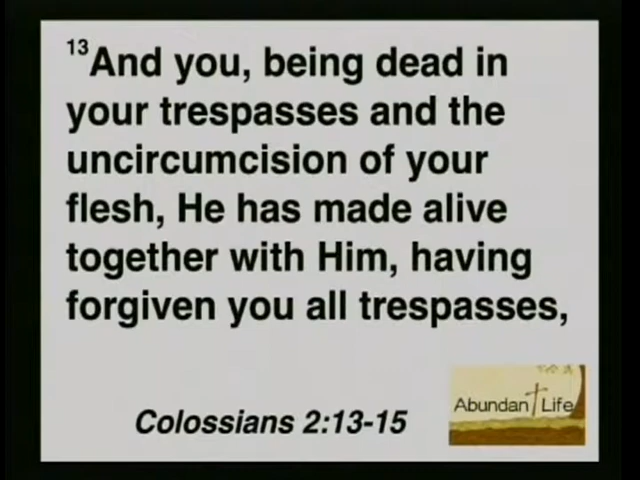 13And you, being dead in
your trespasses and the
uncircumcision of your
flesh, He has made alive
together with Him, having
forgiven you all trespasses,
Colossians 2:13-15
Abundan Life